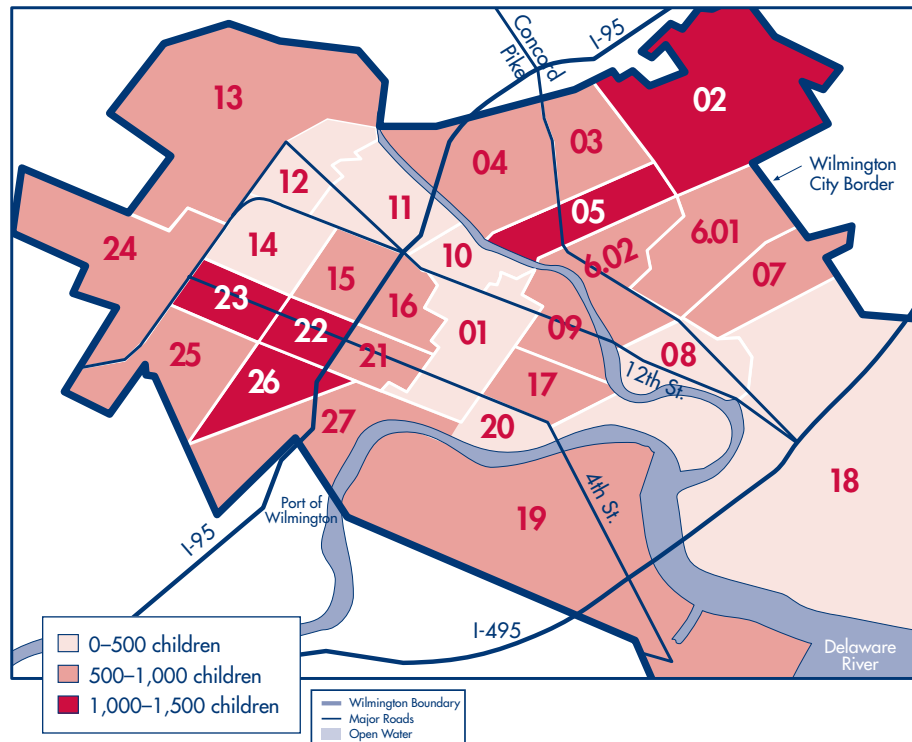 Concord
Pike
I-95
02
13
03
04
Wilmington
City Border
12
11
05
6.01
24
14
10
6.02
07
15
23
16
01
09
22
08
25
21
12th St.
26
17
27
20
18
4th St.
Port of
Wilmington
19
I-95
I-495
0–500 children
500–1,000 children
1,000–1,500 children
Delaware
River
Wilmington Boundary
Major Roads
Open Water